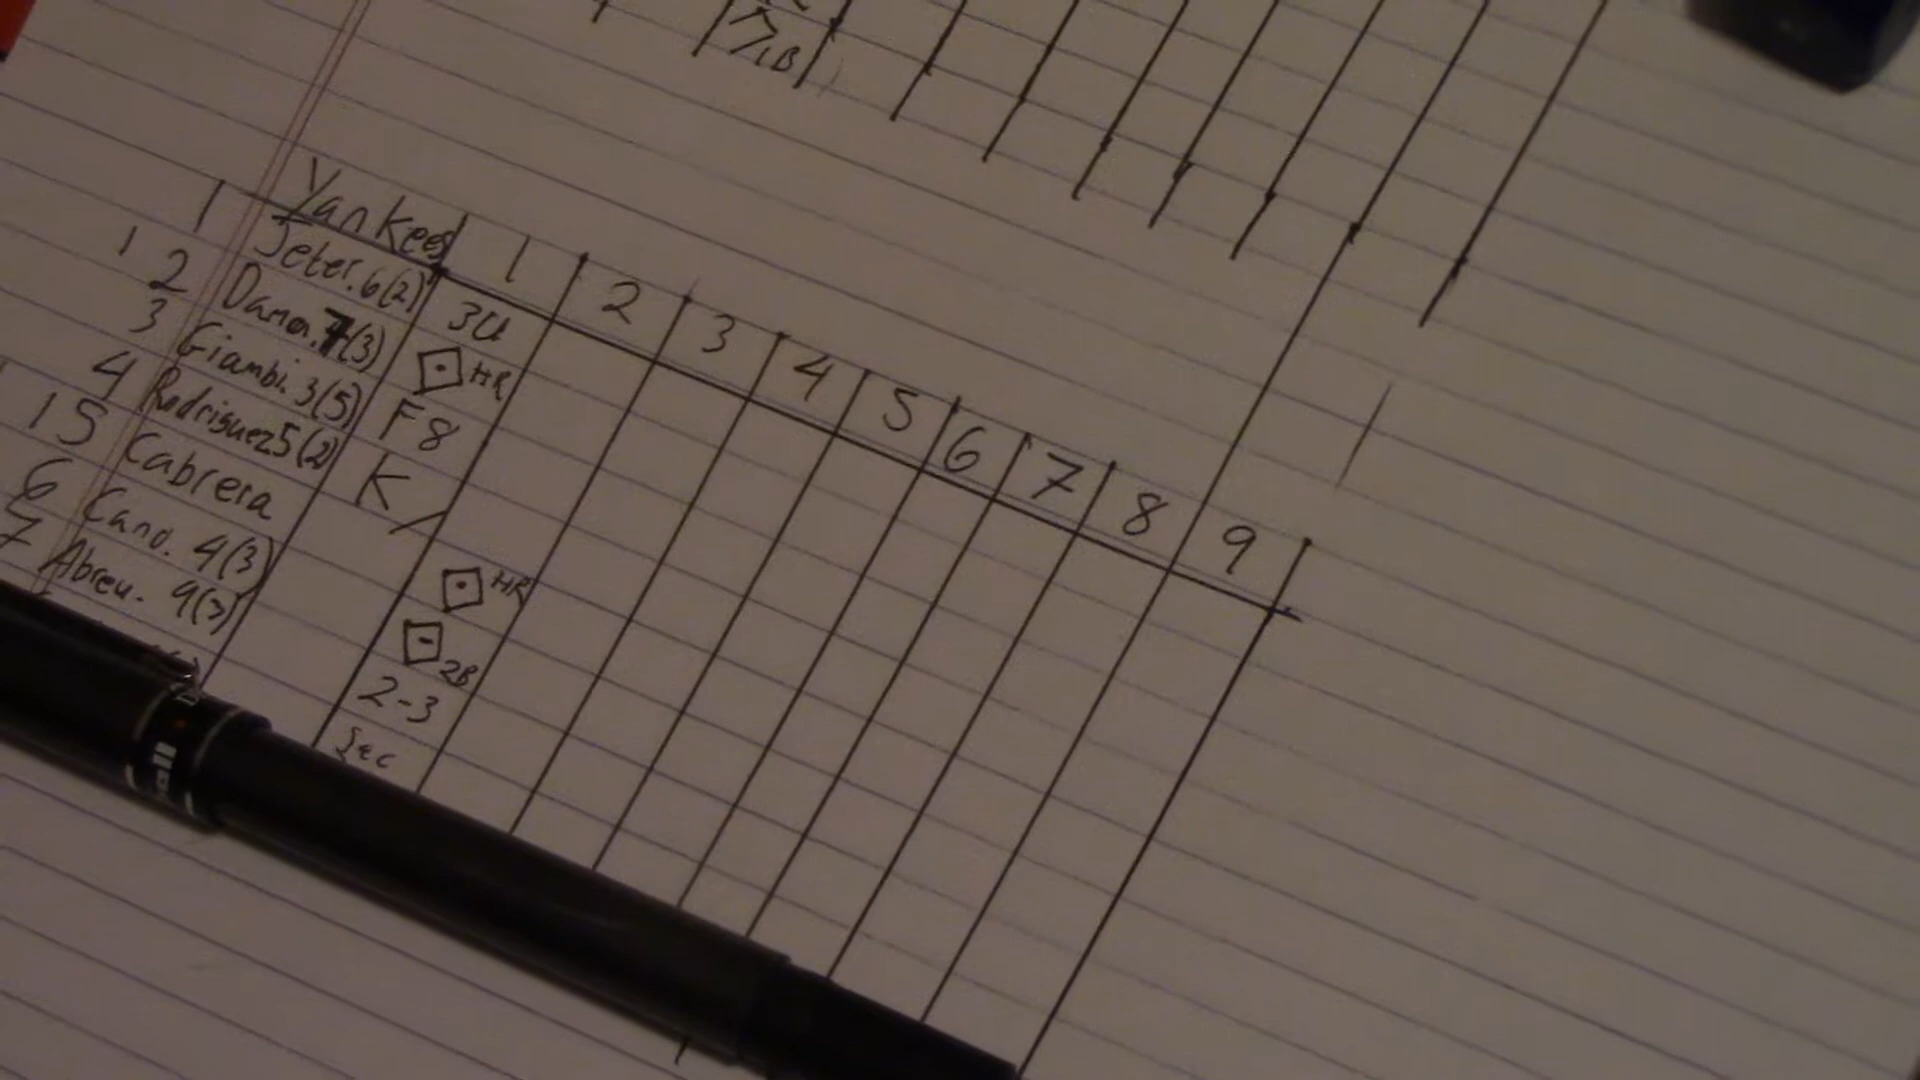 1B
Yankees 1 2 3 4 5 6 7 8 9
1 Jeter. 6(2) 3U
1 2 Damon. 7(3) HR
3 Giambi. 3(5) F8
4 Rodriguez 5(2) K
1 5 Cabrera HR
6 Cano. 4(3) 2B
7 Abreu. 9( ) 2-3